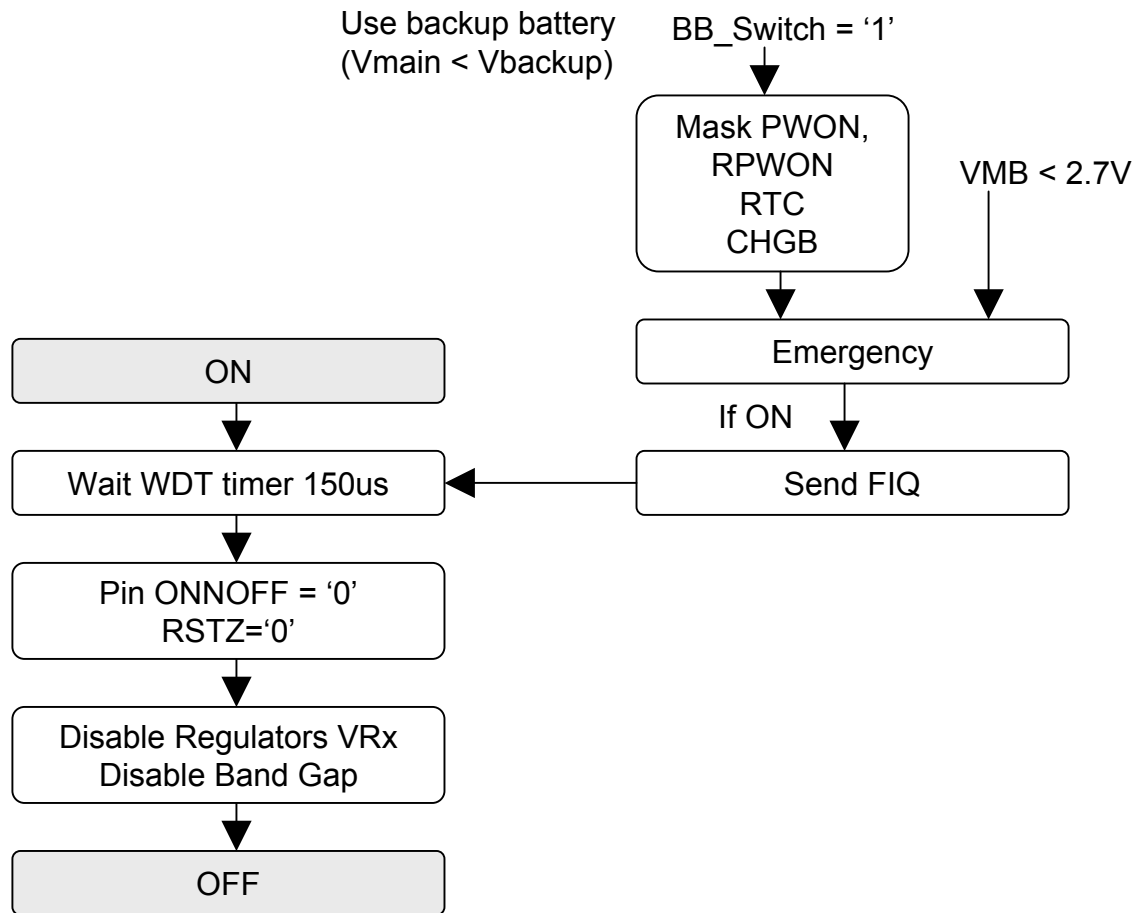 Use backup battery
(Vmain < Vbackup)
BB_Switch = ‘1’
Mask PWON,
RPWON
RTC
CHGB
VMB < 2.7V
Emergency
If ON
Send FIQ
ON
Wait WDT timer 150us
Pin ONNOFF = ‘0’
RSTZ=‘0’
Disable Regulators VRx
Disable Band Gap
OFF